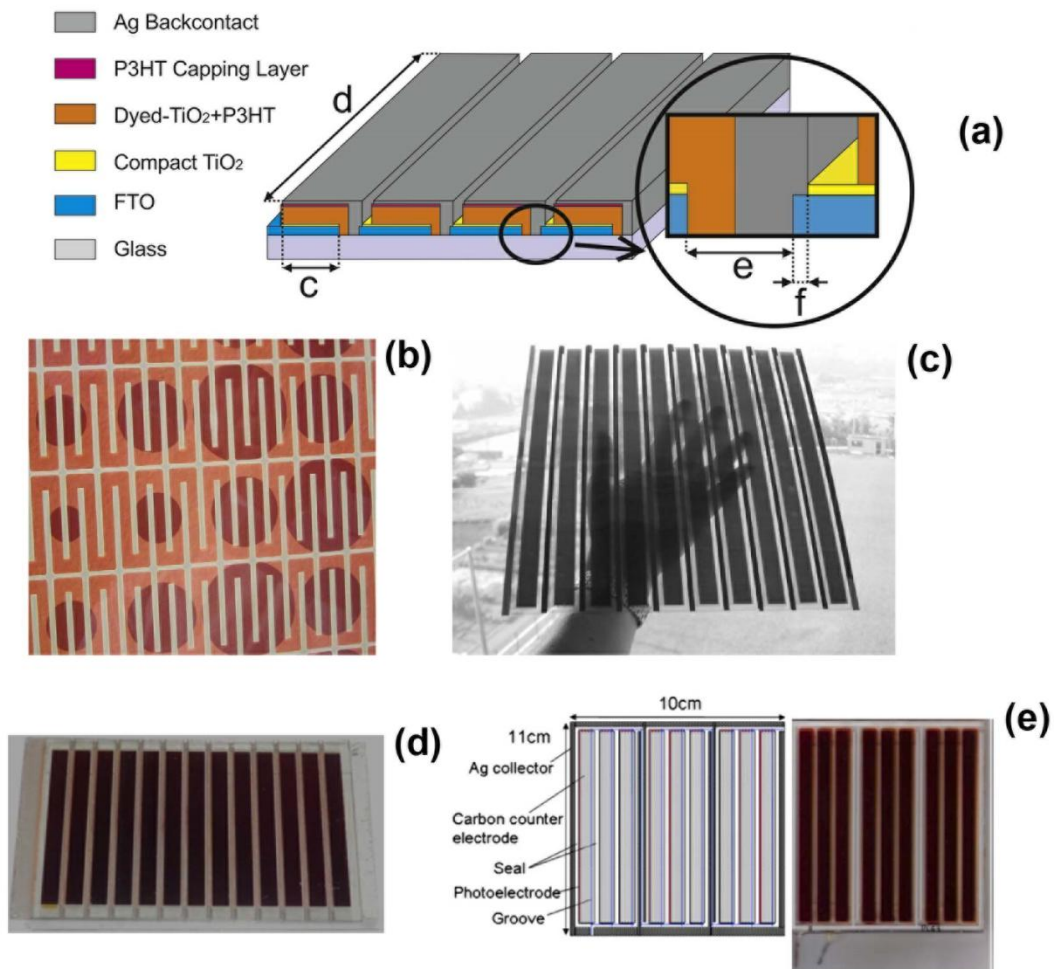 Ag Backcontact
P3HT Capping Layer
Dyed-TiO₂+P3HT
Compact TiO₂
FTO
Glass
d
c
e
f
(a)
(b)
(c)
(d)
10cm
11cm
Ag collector
Carbon counter
electrode
Seal
Photoelectrode
Groove
(e)